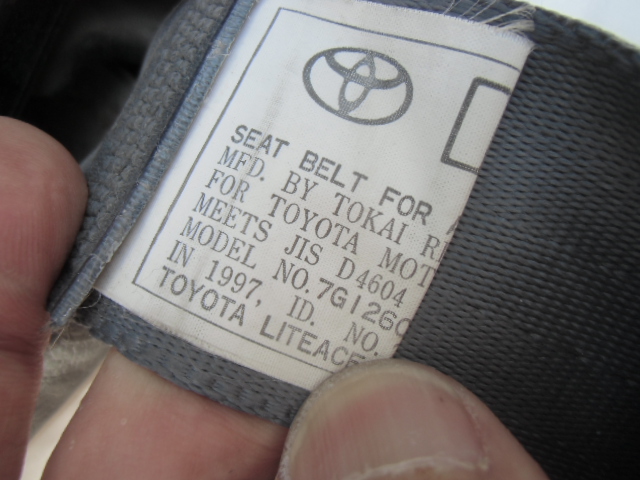 SEAT BELT FOR
MFD. BY TOKAI
FOR TOYOTA MOT
MEETS JIS D4604
MODEL NO. 7G126
IN 1997, ID. NO.
TOYOTA LITEACE